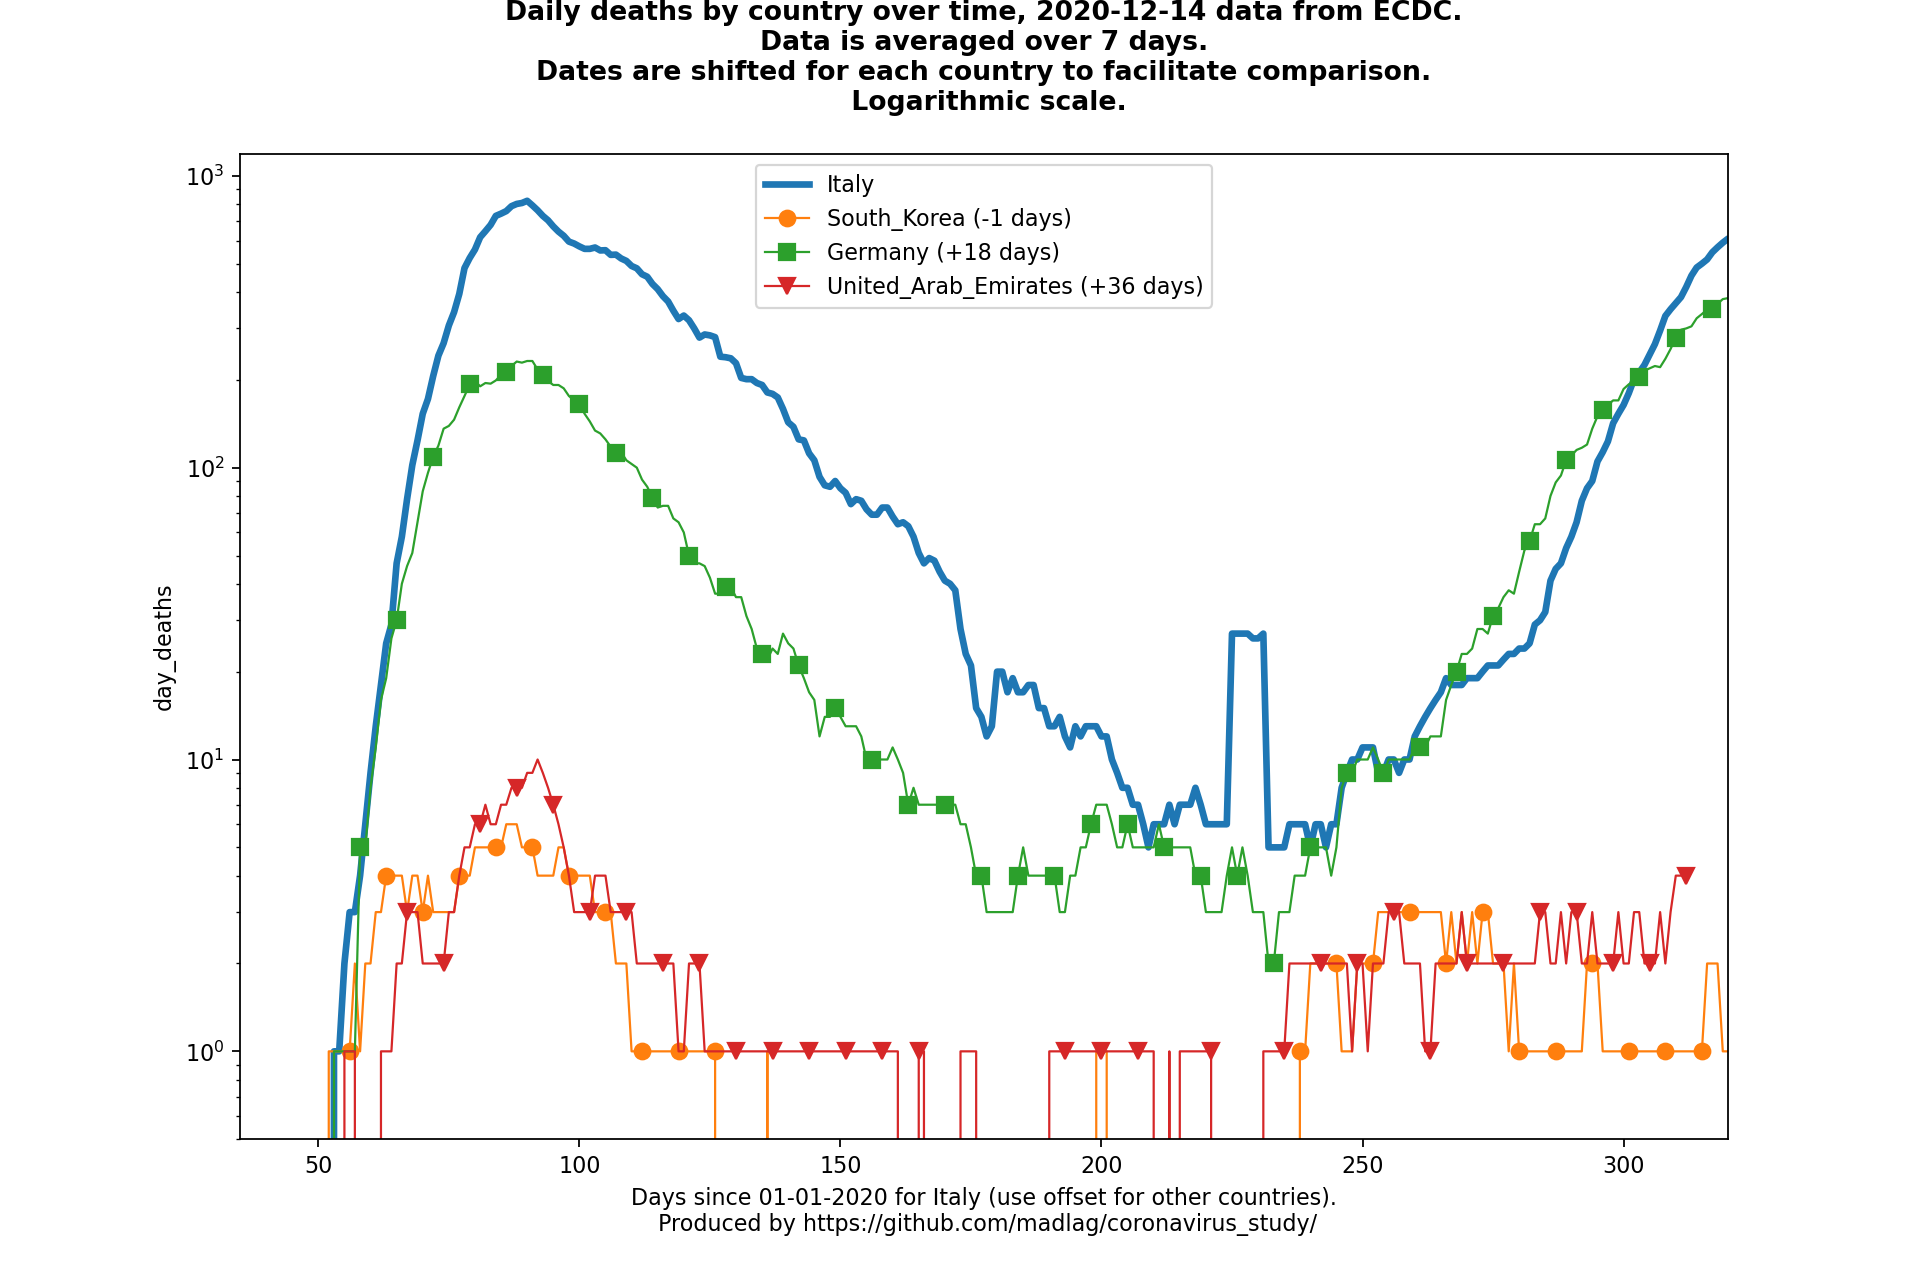 Daily deaths by country over time, 2020-12-14 data from ECDC.
Data is averaged over 7 days.
Dates are shifted for each country to facilitate comparison.
Logarithmic scale.
10³
Italy
South_Korea (-1 days)
Germany (+18 days)
United_Arab_Emirates (+36 days)
10²
day_deaths
10¹
10⁰
50 100 150 200 250 300
Days since 01-01-2020 for Italy (use offset for other countries).
Produced by https://github.com/madlag/coronavirus_study/